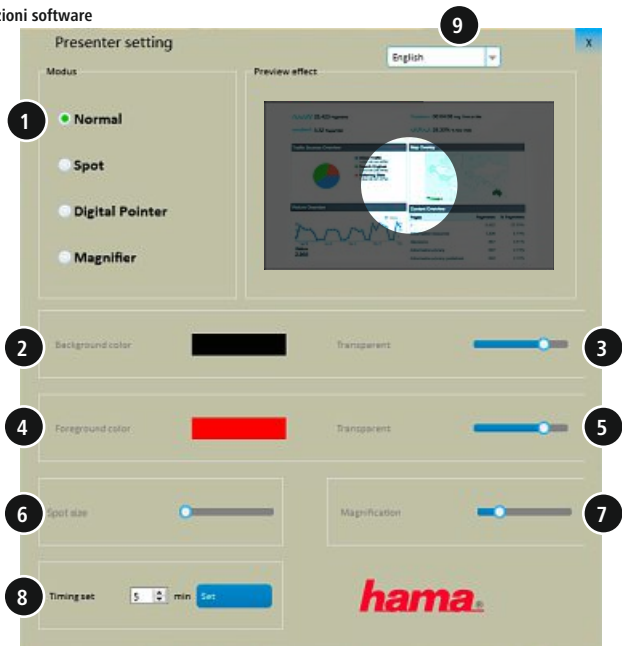 zioni software
9
Presenter setting
x
English
Modus
Preview effect
1
Normal
Spot
Digital Pointer
Magnifier
2
Background color
Transparent
3
4
Foreground color
Transparent
5
6
Spot size
Magnification
7
8
Timing set
5
min
Set
hama